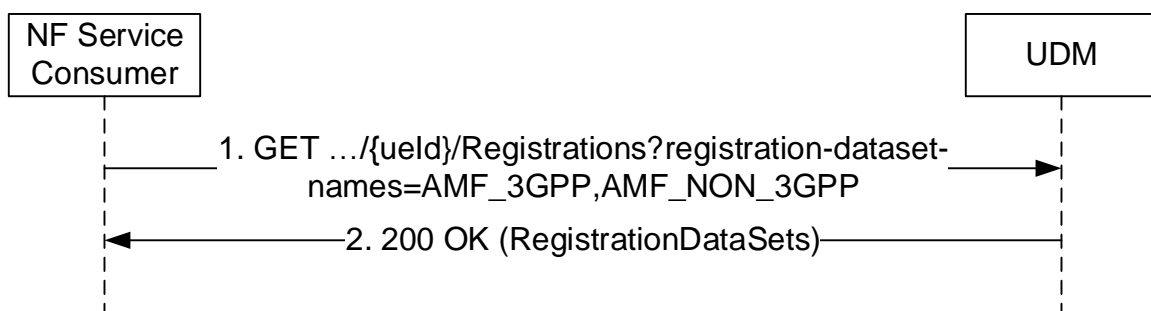 NF Service
Consumer
UDM
1. GET …/{ueId}/Registrations?registration-dataset-
names=AMF_3GPP,AMF_NON_3GPP
2. 200 OK (RegistrationDataSets)